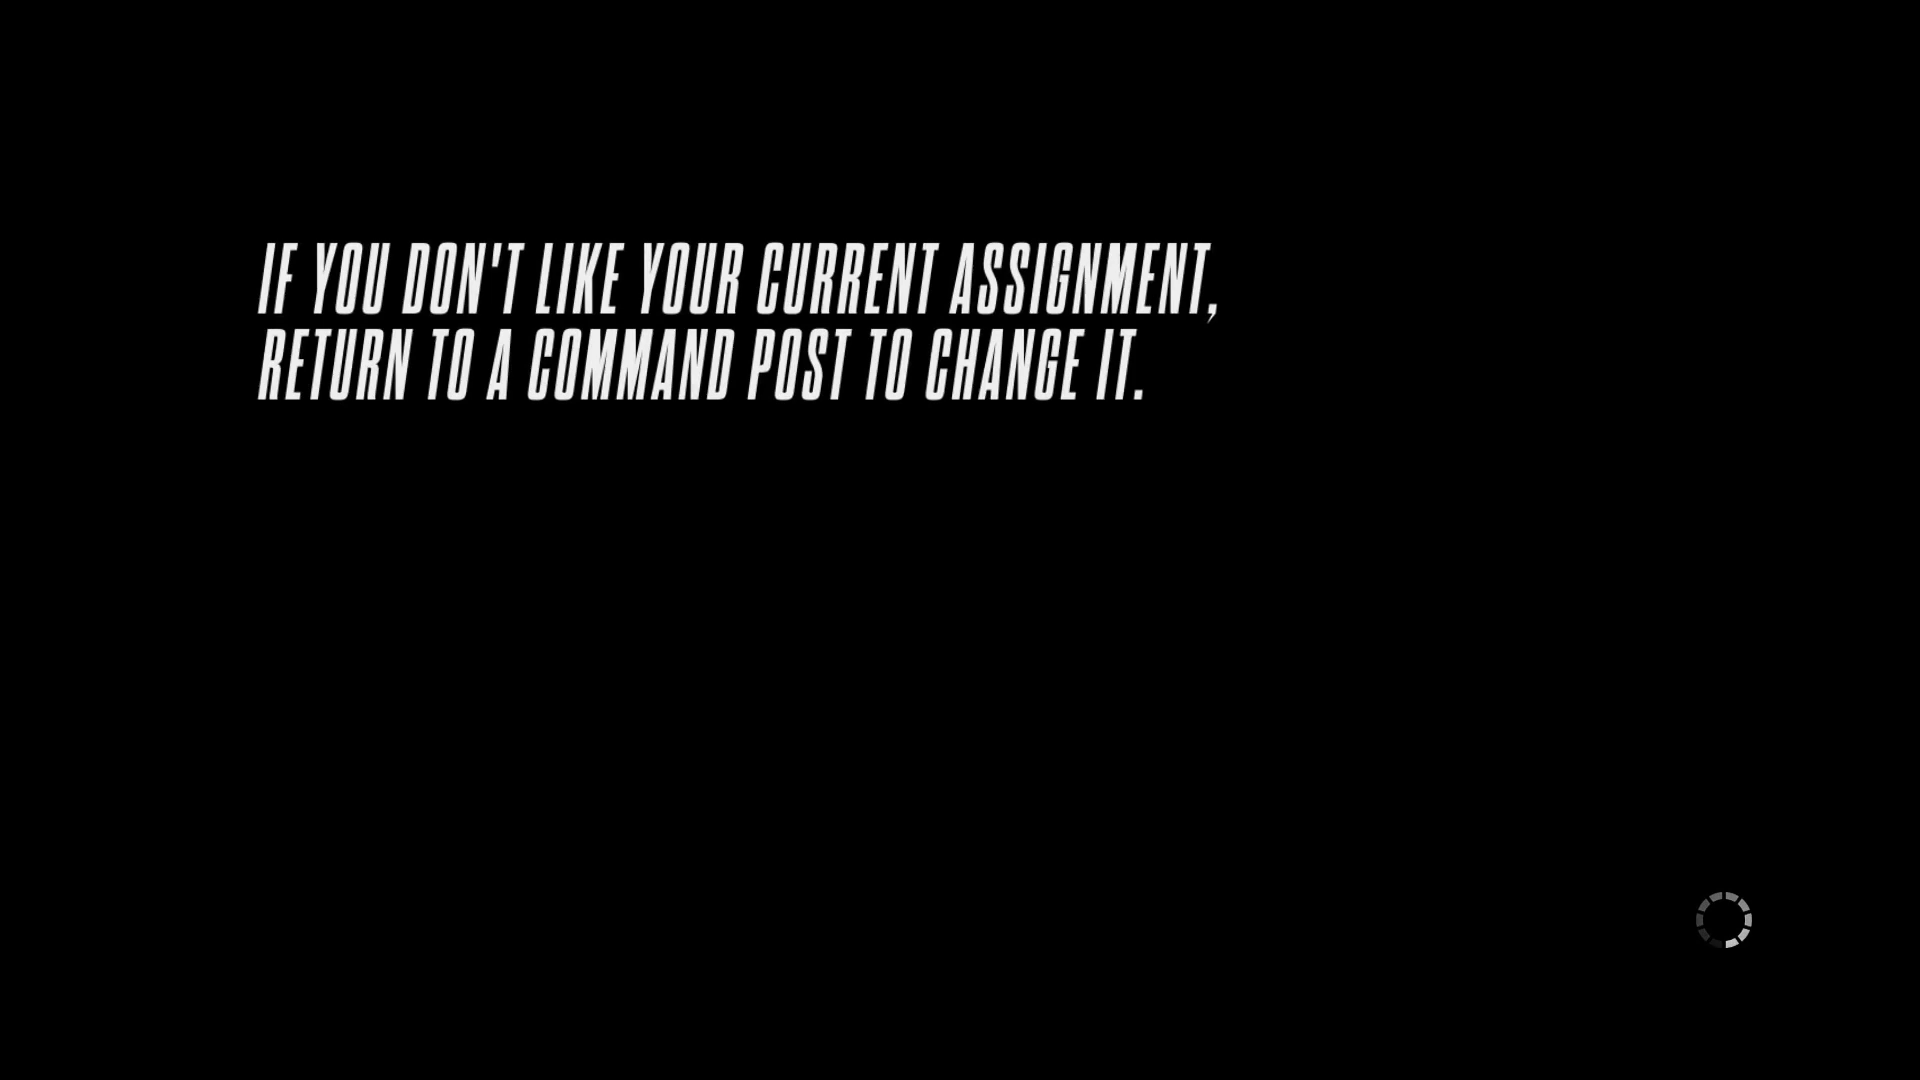 IF YOU DON'T LIKE YOUR CURRENT ASSIGNMENT,
RETURN TO A COMMAND POST TO CHANGE IT.